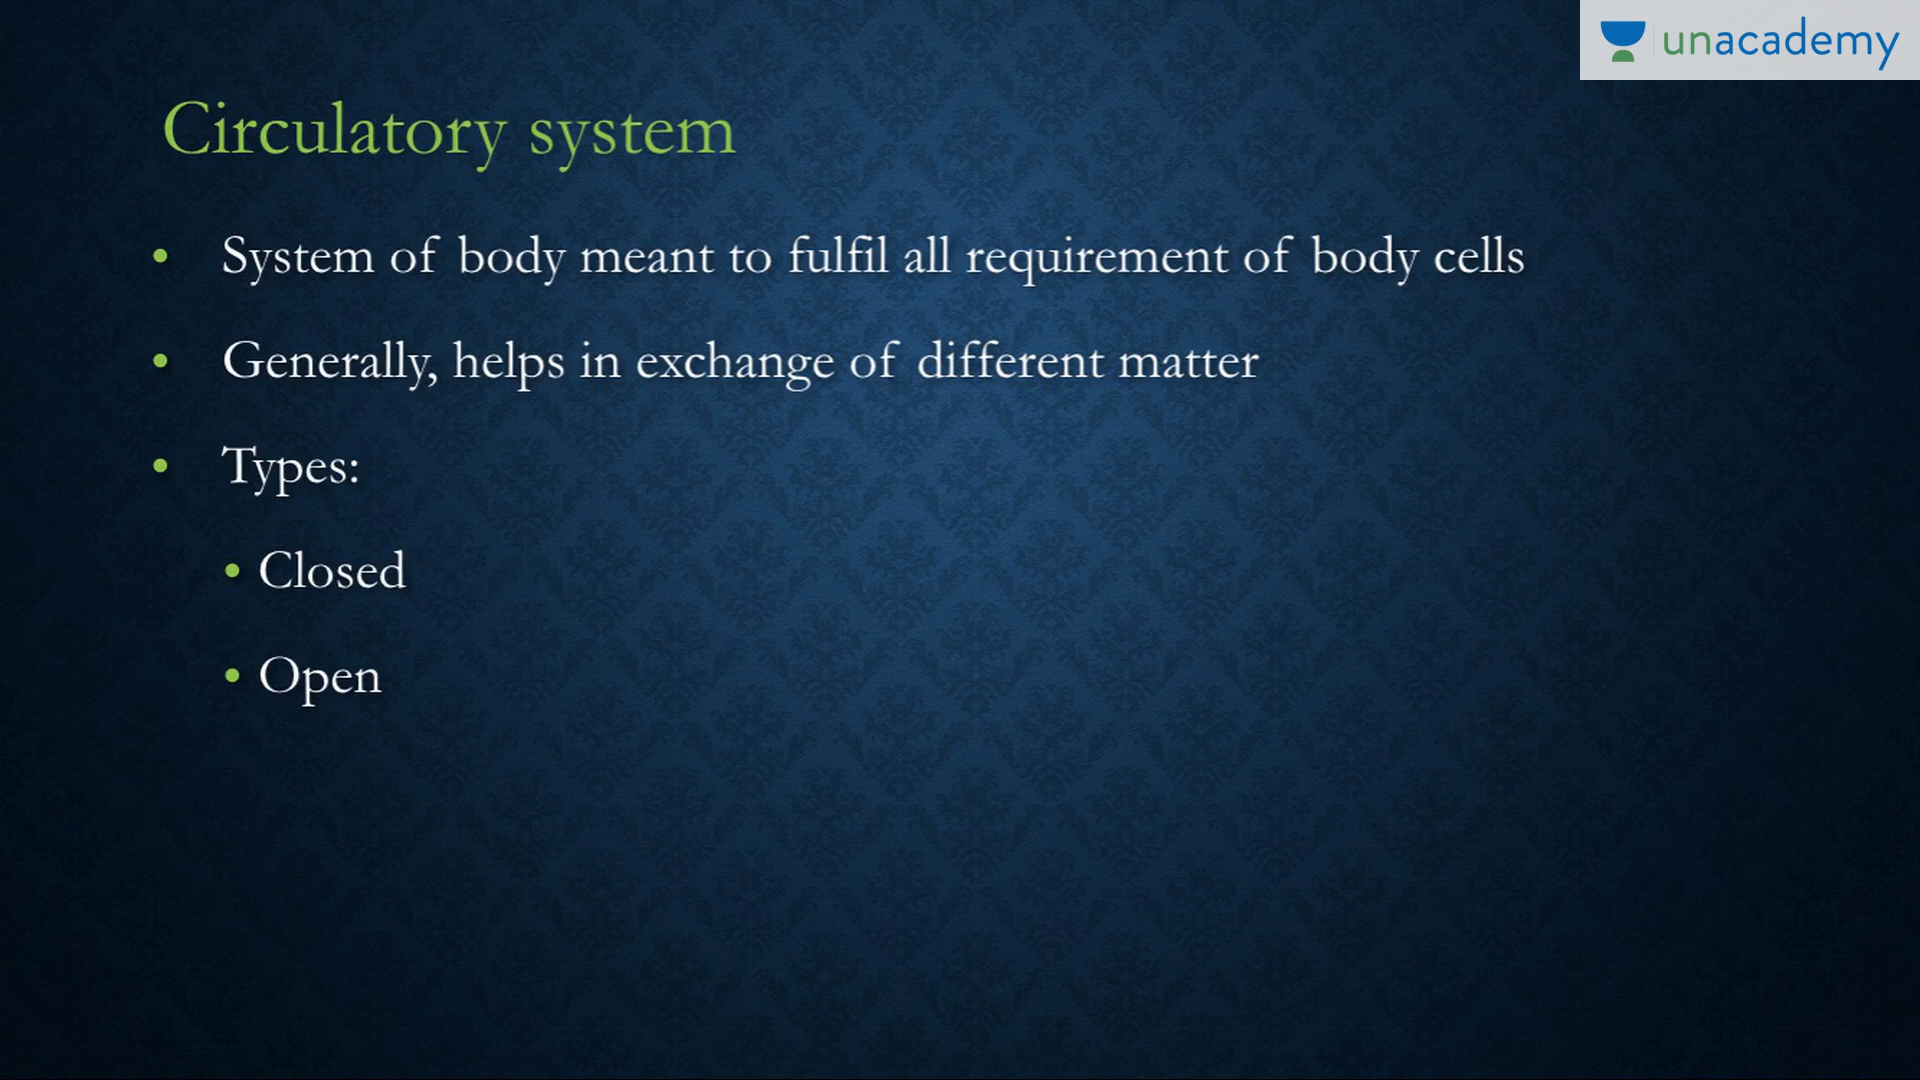 unacademy
Circulatory system
• System of body meant to fulfil all requirement of body cells
• Generally, helps in exchange of different matter
• Types:
• Closed
• Open